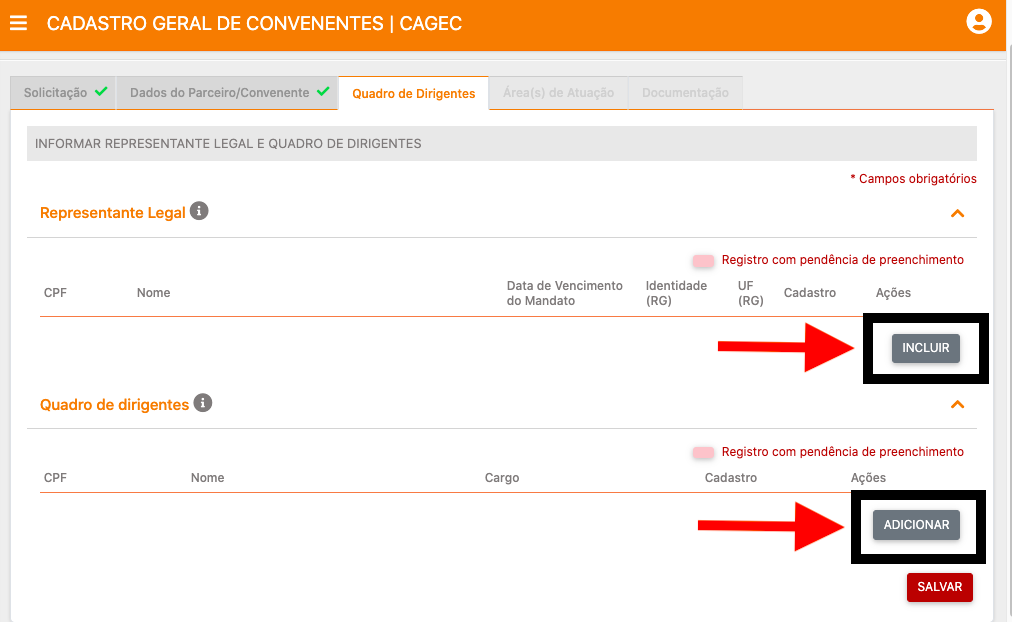 CADASTRO GERAL DE CONVENENTES | CAGEC
Solicitação Dados do Parceiro/Convenente Quadro de Dirigentes Área(s) de Atuação Documentação
INFORMAR REPRESENTANTE LEGAL E QUADRO DE DIRIGENTES
* Campos obrigatórios
Representante Legal
Registro com pendência de preenchimento
CPF Nome Data de Vencimento do Mandato Identidade (RG) UF (RG) Cadastro Ações
INCLUIR
Quadro de dirigentes
Registro com pendência de preenchimento
CPF Nome Cargo Cadastro Ações
ADICIONAR
SALVAR